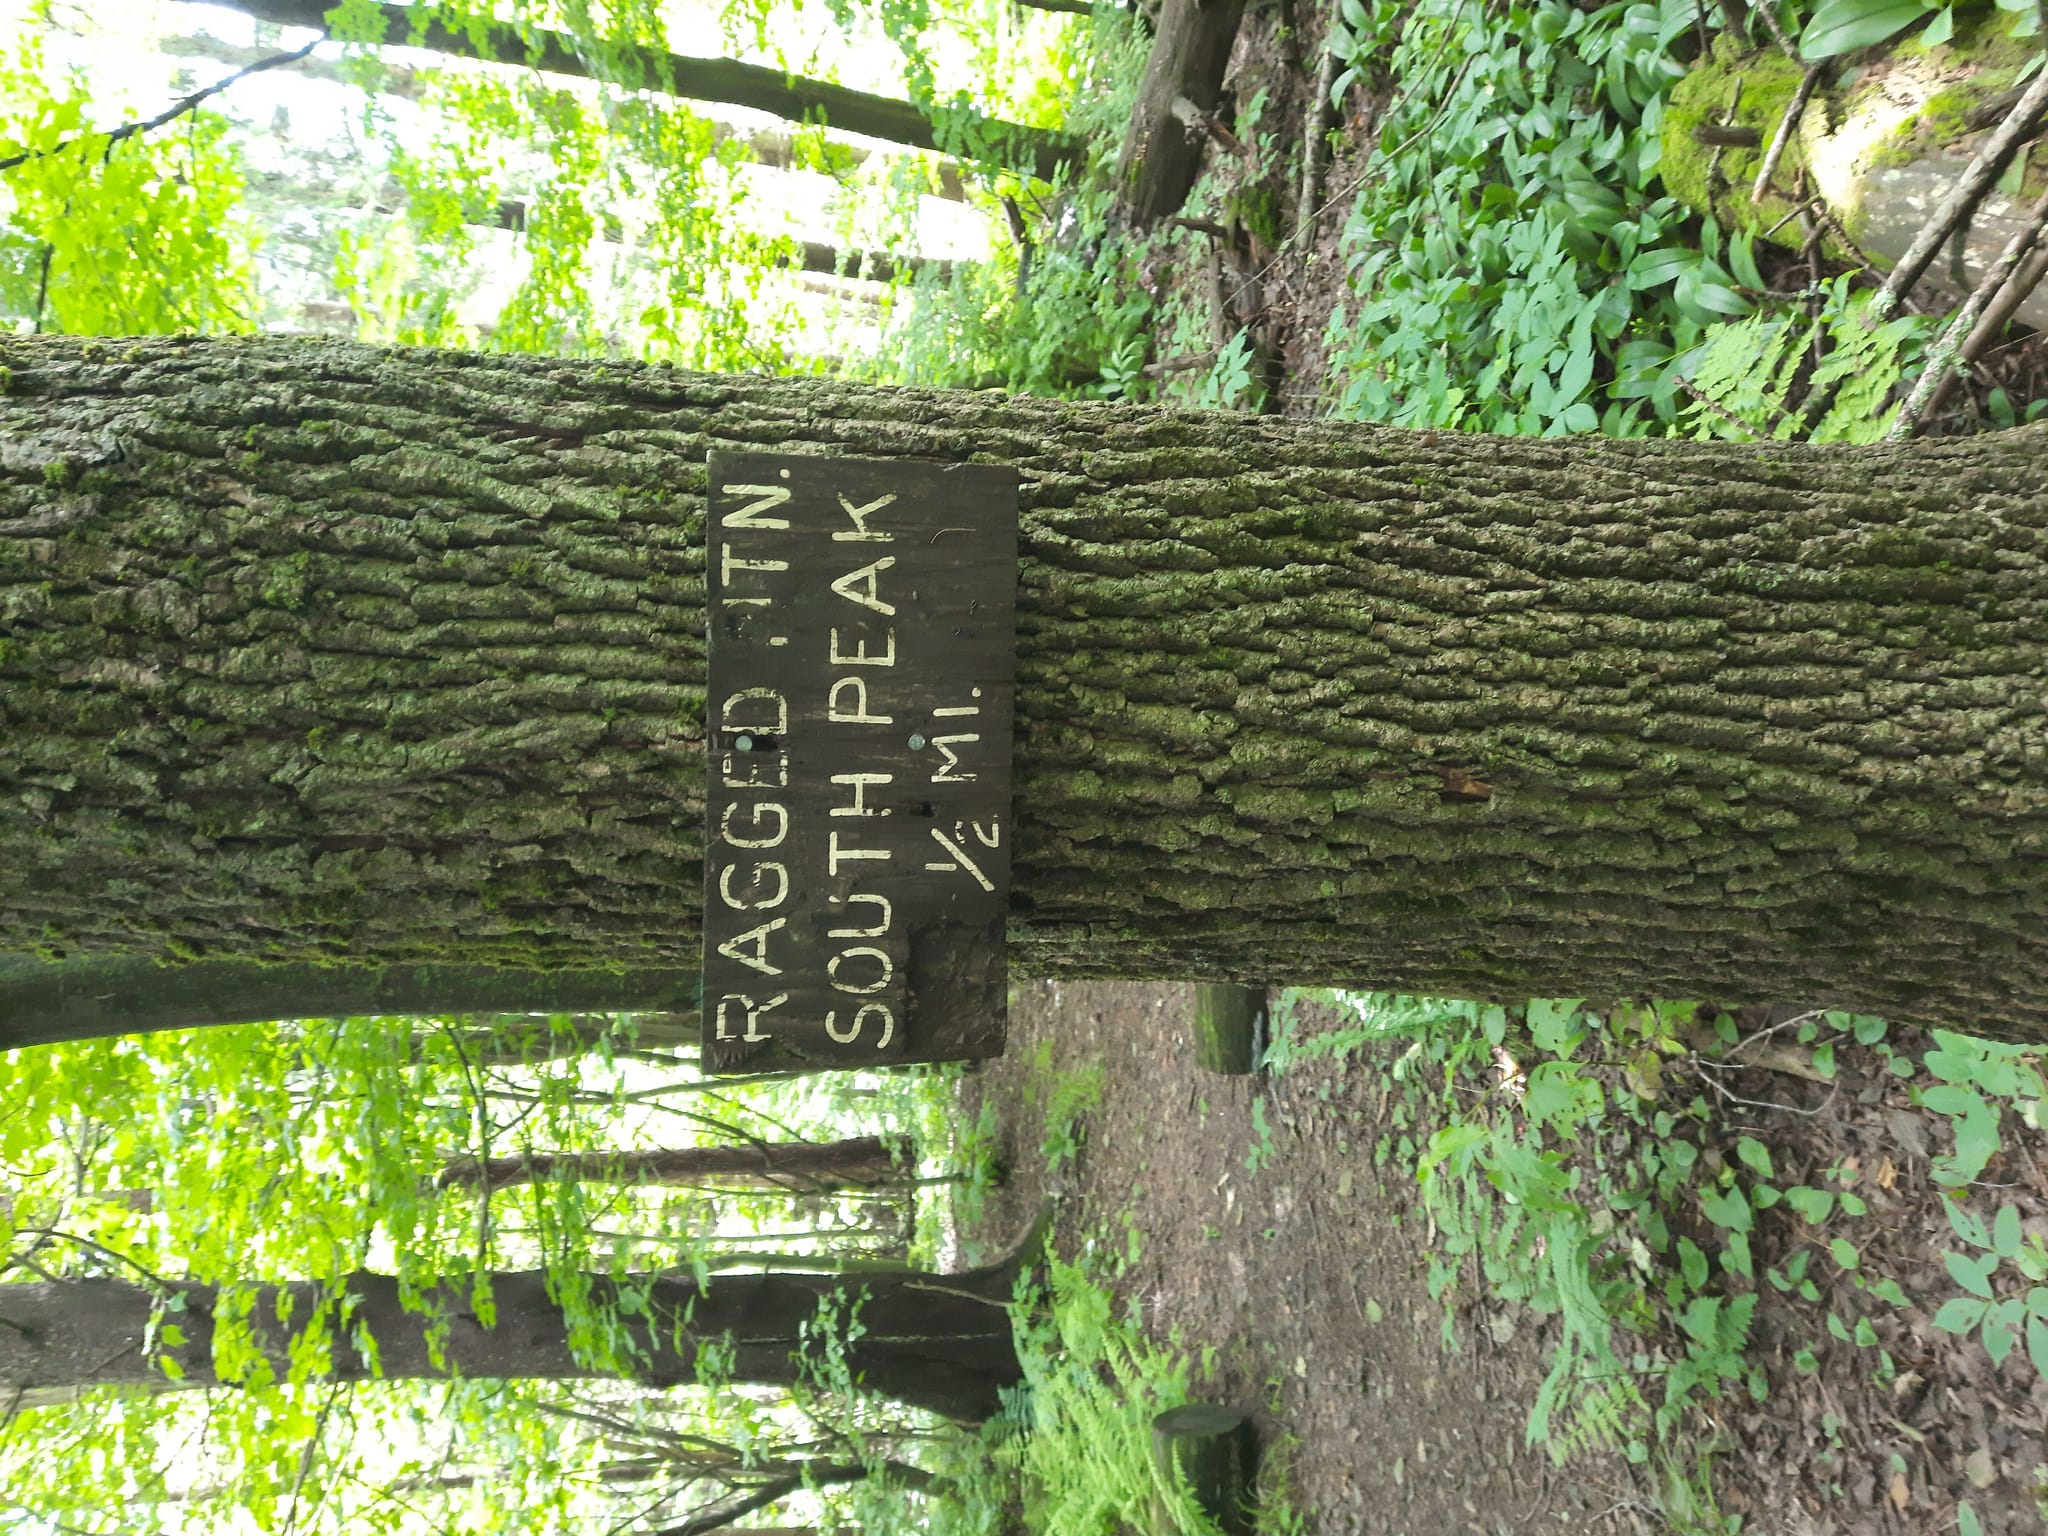 RAGGED MTN.
SOUTH PEAK
1/2 MI.